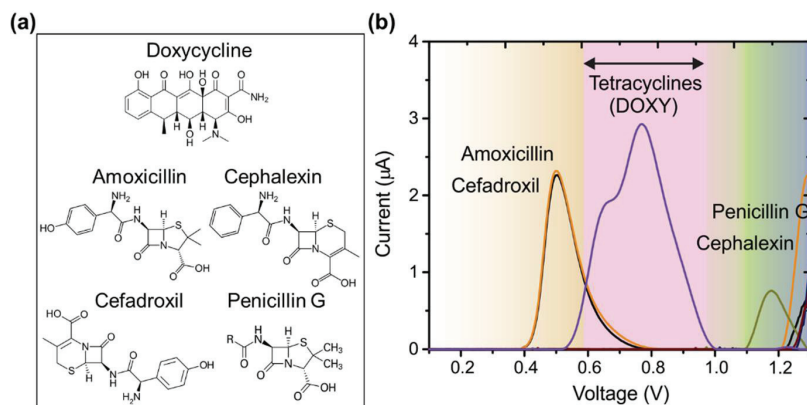 (a)
Doxycycline
OH O OH OH O O
OH
NH₂
OH
OH N
Amoxicillin
NH₂
H
N H S
HO O
O N
O
OH
Cephalexin
NH₂
H
N H S
O
O N
O OH
Cefadroxil
HO O
O
N H
S H N
H O
NH₂
OH
Penicillin G
R H
N H H S
O CH₃
O N CH₃
O
OH
(b)
Current (µA)
4
3
2
1
0
Tetracyclines
(DOXY)
Amoxicillin
Cefadroxil
Penicillin G
Cephalexin
0.2 0.4 0.6 0.8 1.0 1.2
Voltage (V)